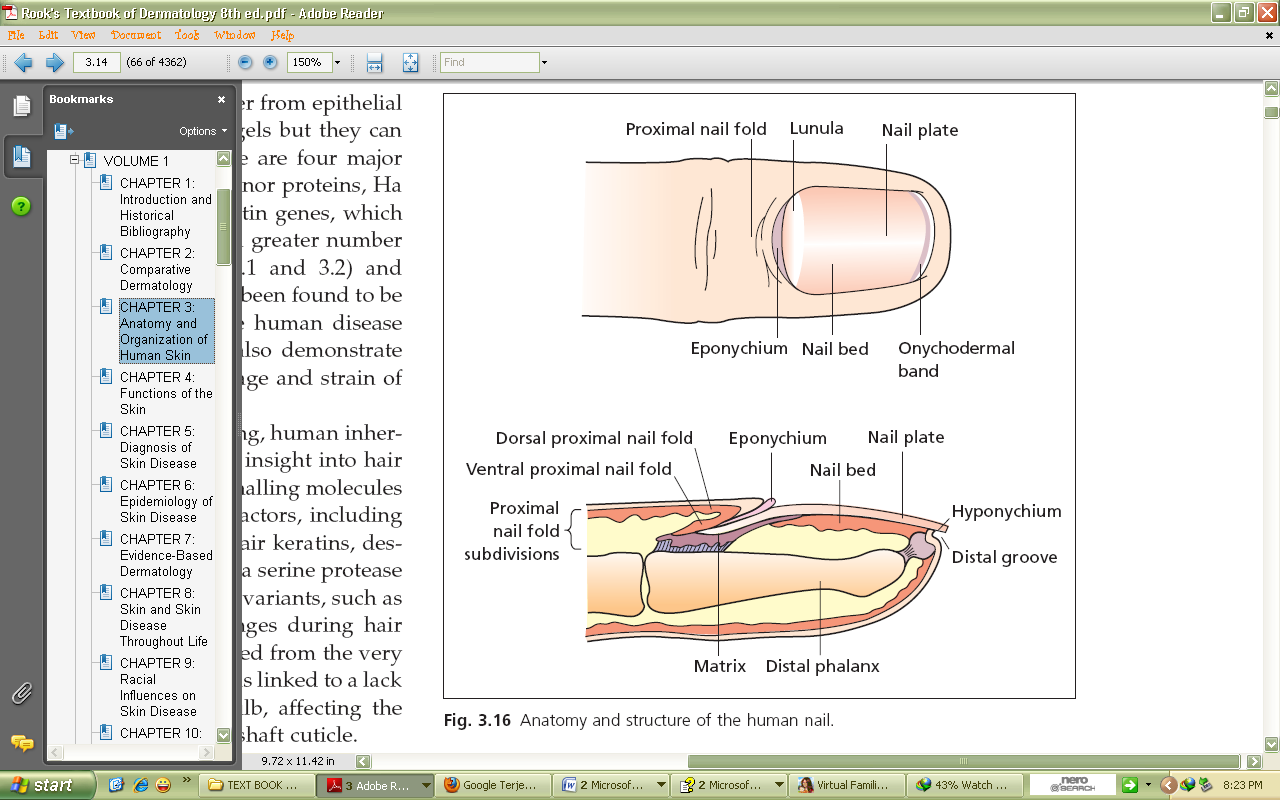 Rook's Textbook of Dermatology 8th ed.pdf - Adobe Reader
File Edit View Document Tools Window Help
3.14 (66 of 4362) 150% Find
Bookmarks
Options
VOLUME 1
CHAPTER 1:
Introduction and
Historical
Bibliography
CHAPTER 2:
Comparative
Dermatology
CHAPTER 3:
Anatomy and
Organization of
Human Skin
CHAPTER 4:
Functions of the
Skin
CHAPTER 5:
Diagnosis of
Skin Disease
CHAPTER 6:
Epidemiology of
Skin Disease
CHAPTER 7:
Evidence-Based
Dermatology
CHAPTER 8:
Skin and Skin
Disease
Throughout Life
CHAPTER 9:
Racial
Influences on
Skin Disease
CHAPTER 10:
er from epithelial
gels but they can
e are four major
nor proteins, Ha
tin genes, which
greater number
.1 and 3.2) and
been found to be
e human disease
also demonstrate
age and strain of
ng, human inher-
insight into hair
nalling molecules
actors, including
air keratins, des-
a serine protease
variants, such as
nges during hair
ed from the very
s linked to a lack
lb, affecting the
shaft cuticle.
Proximal nail fold Lunula Nail plate
Eponychium Nail bed Onychodermal
band
Dorsal proximal nail fold Eponychium Nail plate
Ventral proximal nail fold Nail bed
Proximal
nail fold
subdivisions
Hyponychium
Distal groove
Matrix Distal phalanx
Fig. 3.16 Anatomy and structure of the human nail.
9.72 x 11.42 in
start » TEXT BOOK ... 3 Adobe R... Google Terje... 2 Microsof... 2 Microsof... Virtual Famili... 43% Watch ... nero SEARCH 8:23 PM